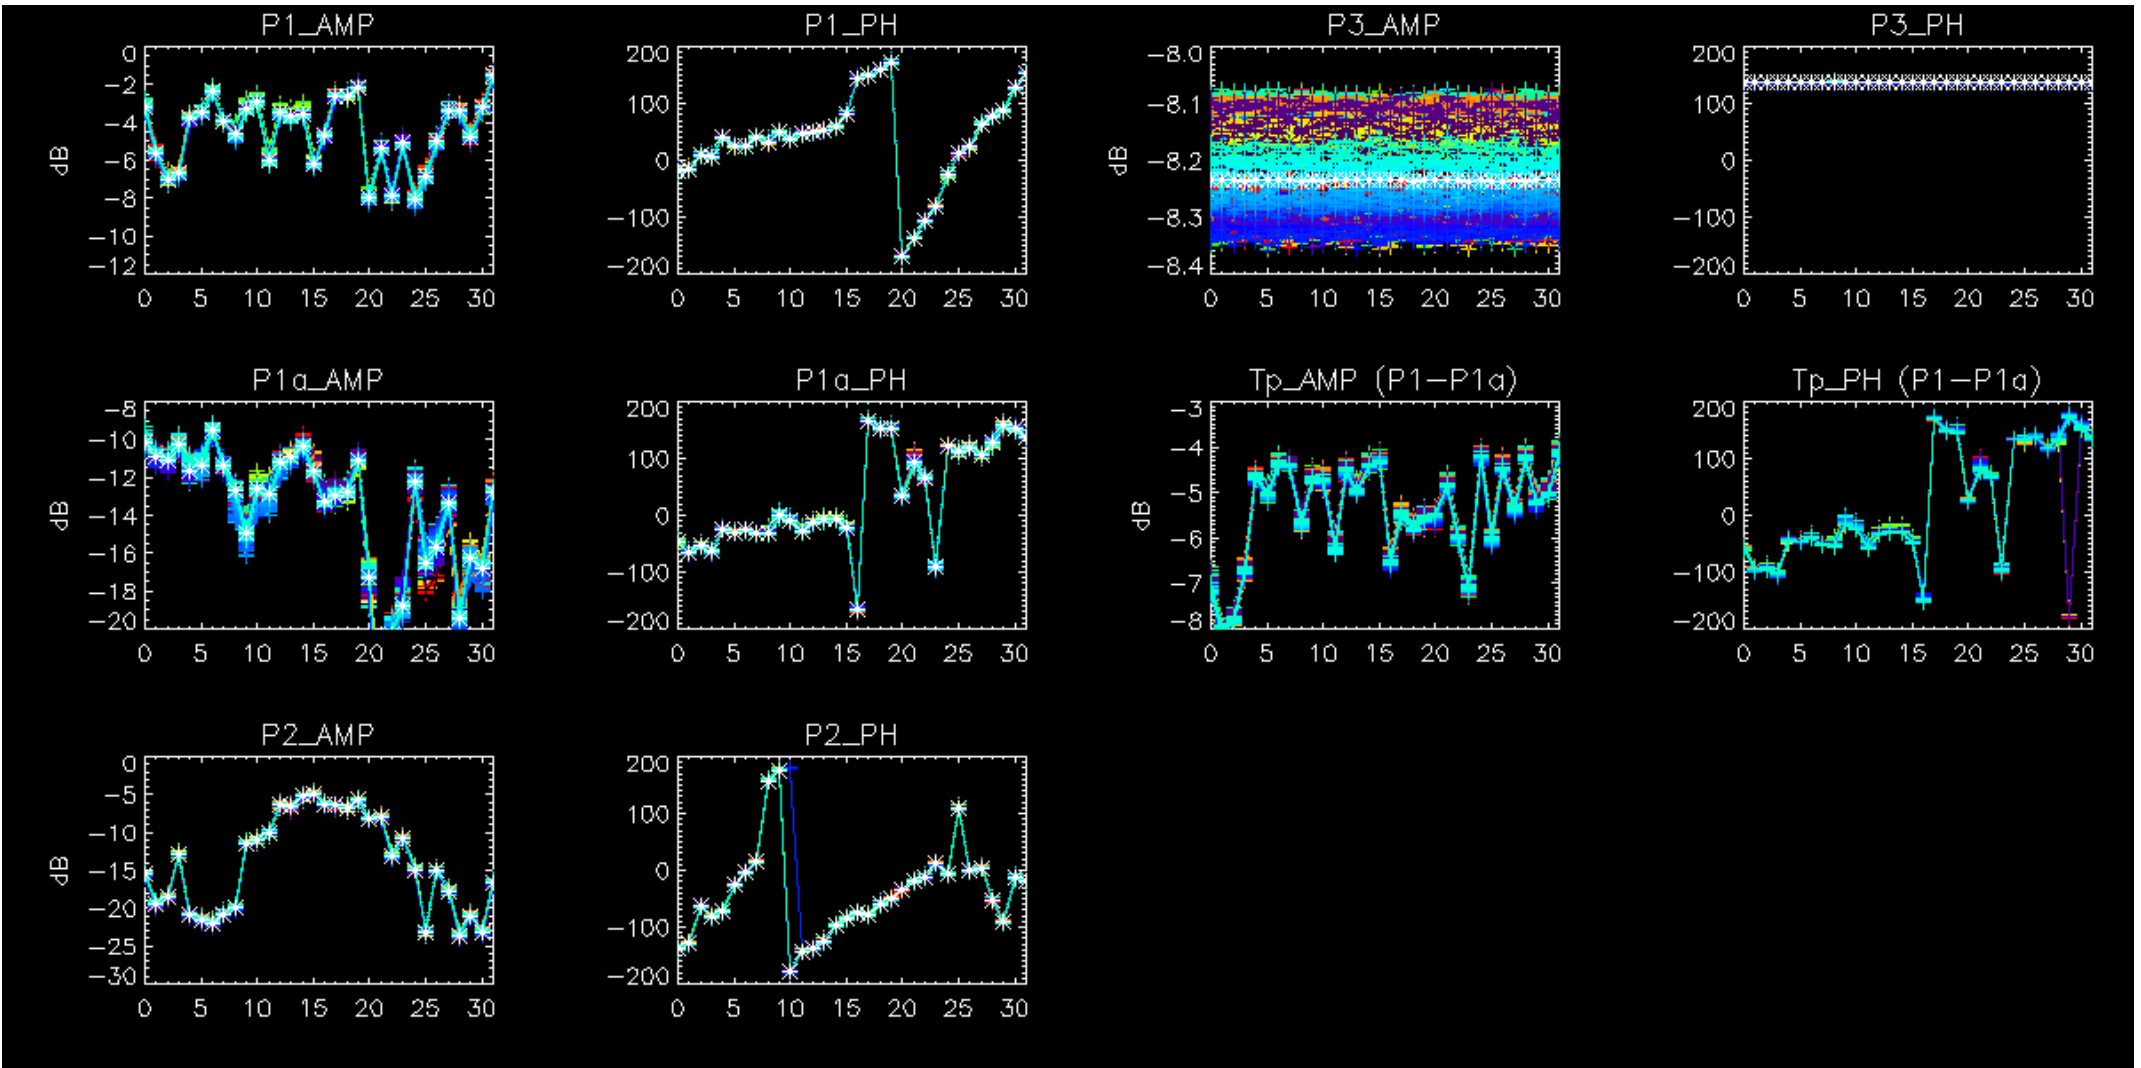 P1_AMP
0
−2
−4
−6
−8
−10
−12
dB
0 5 10 15 20 25 30
P1_PH
200
100
0
−100
−200
0 5 10 15 20 25 30
P3_AMP
−8.0
−8.1
−8.2
−8.3
−8.4
dB
0 5 10 15 20 25 30
P3_PH
200
100
0
−100
−200
0 5 10 15 20 25 30
P1a_AMP
−8
−10
−12
−14
−16
−18
−20
dB
0 5 10 15 20 25 30
P1a_PH
200
100
0
−100
−200
0 5 10 15 20 25 30
Tp_AMP (P1−P1a)
−3
−4
−5
−6
−7
−8
dB
0 5 10 15 20 25 30
Tp_PH (P1−P1a)
200
100
0
−100
−200
0 5 10 15 20 25 30
P2_AMP
0
−5
−10
−15
−20
−25
−30
dB
0 5 10 15 20 25 30
P2_PH
200
100
0
−100
−200
0 5 10 15 20 25 30